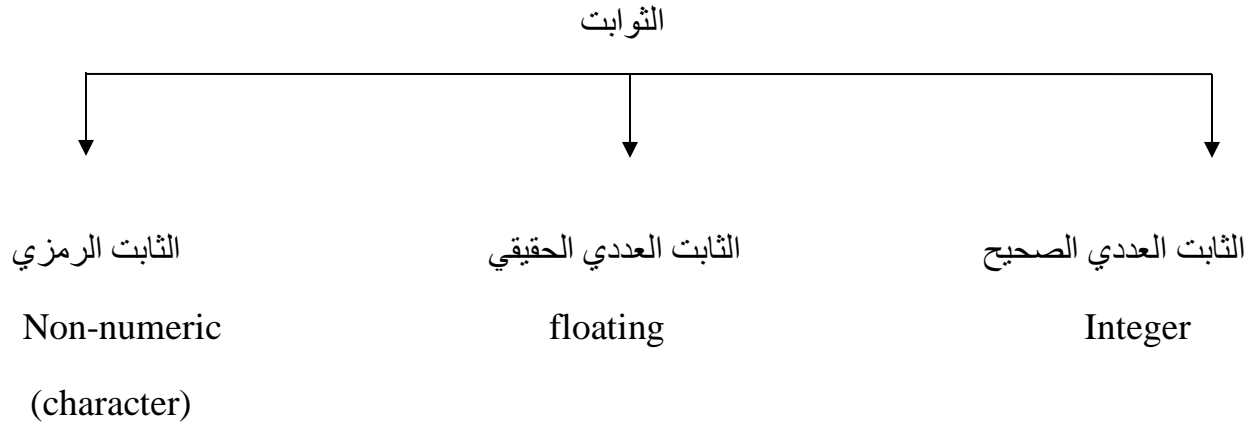 الثوابت
الثابت العددي الصحيح الثابت العددي الحقيقي الثابت الرمزي
Integer floating Non-numeric
(character)